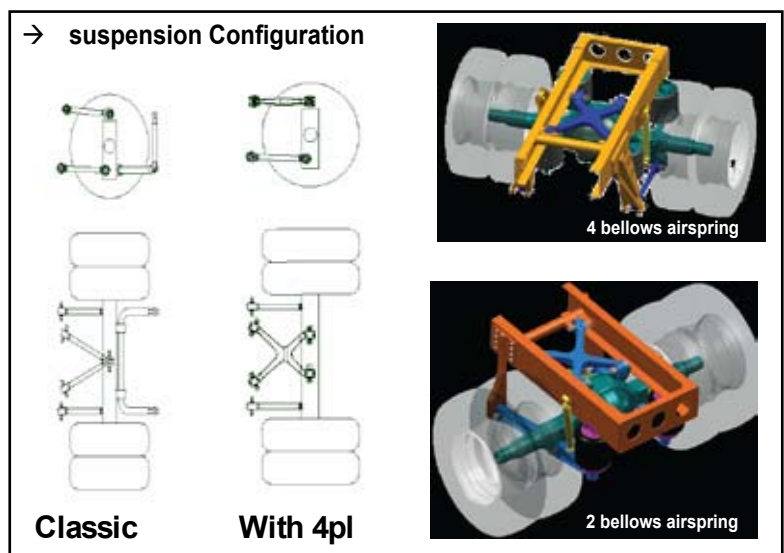 → suspension Configuration
4 bellows airspring
2 bellows airspring
Classic
With 4pl